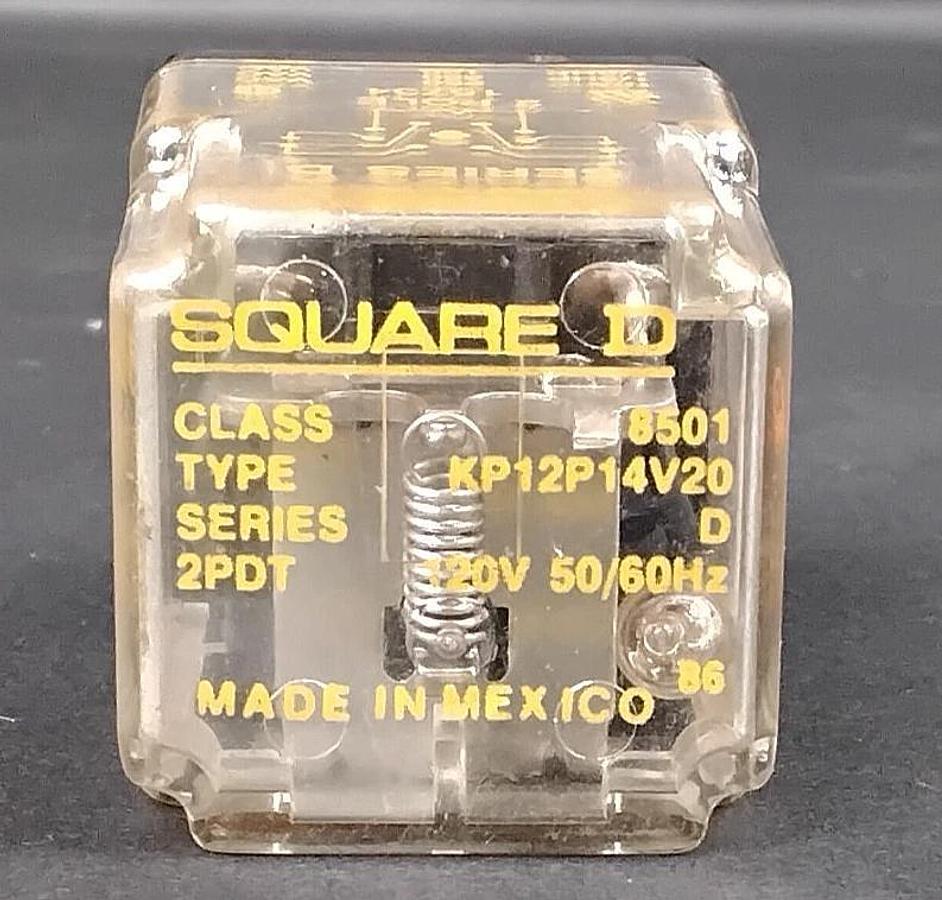 SQUARE D
CLASS 8501
TYPE KP12P14V20
SERIES D
2PDT 120V 50/60Hz
86
MADE IN MEXICO